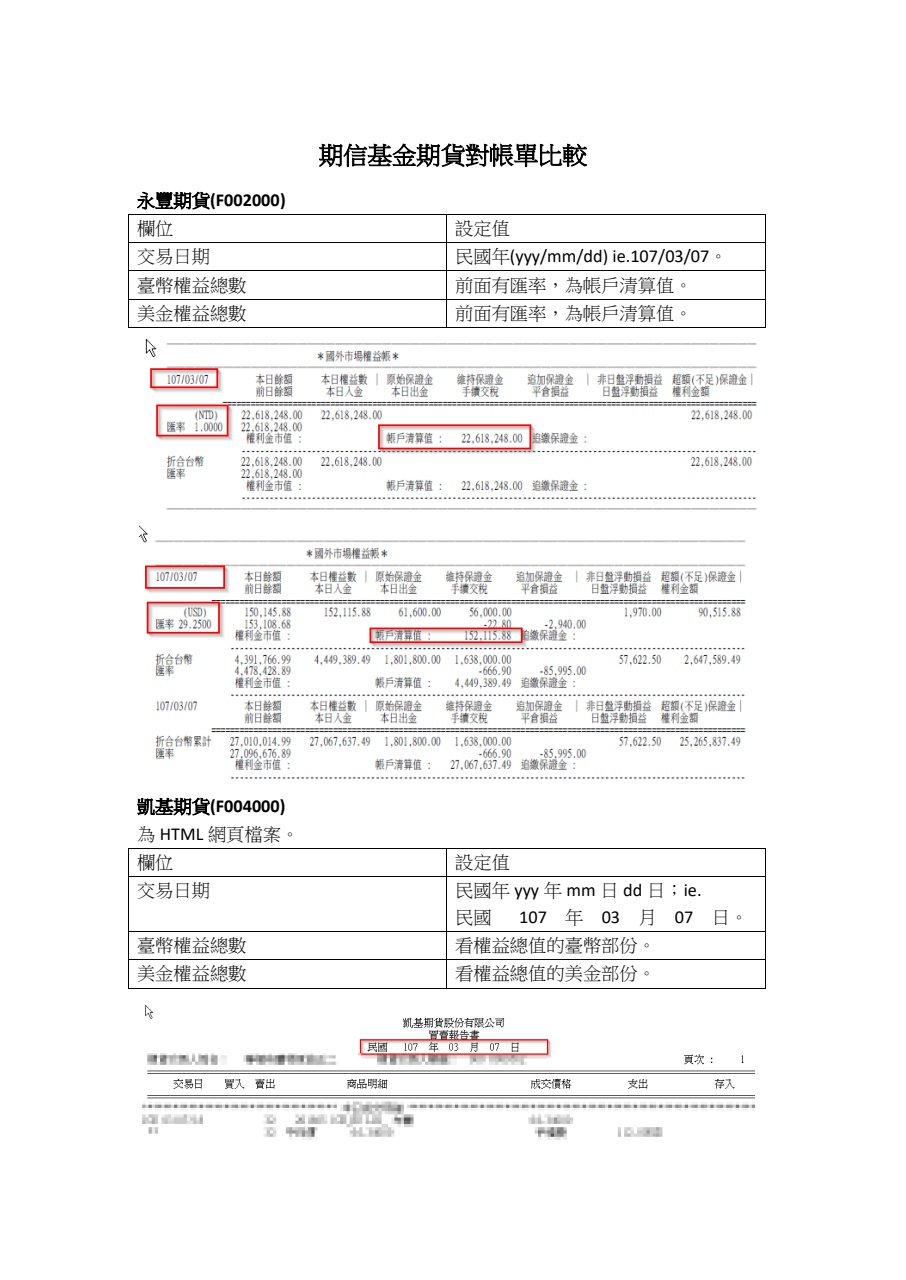 期信基金期貨對帳單比較
永豐期貨(F002000)
欄位 設定值
交易日期 民國年(yyy/mm/dd) ie.107/03/07。
臺幣權益總數 前面有匯率，為帳戶清算值。
美金權益總數 前面有匯率，為帳戶清算值。
＊國外市場權益帳＊
107/03/07 本日餘額 本日權益數 | 原始保證金 維持保證金 追加保證金 | 非日盤浮動損益 超額(不足)保證金 |
前日餘額 本日入金 本日出金 手續交稅 平倉損益 日盤浮動損益 權利金額
(NTD) 22,618,248.00 22,618,248.00 22,618,248.00
匯率 1.0000 22,618,248.00
權利金市值 : 帳戶清算值 : 22,618,248.00 追繳保證金 :
折合台幣 22,618,248.00 22,618,248.00 22,618,248.00
匯率 22,618,248.00
權利金市值 : 帳戶清算值 : 22,618,248.00 追繳保證金 :
＊國外市場權益帳＊
107/03/07 本日餘額 本日權益數 | 原始保證金 維持保證金 追加保證金 | 非日盤浮動損益 超額(不足)保證金 |
前日餘額 本日入金 本日出金 手續交稅 平倉損益 日盤浮動損益 權利金額
(USD) 150,145.88 152,115.88 61,600.00 56,000.00 1,970.00 90,515.88
匯率 29.2500 153,108.68 -22.80 -2,940.00
權利金市值 : 帳戶清算值 : 152,115.88 追繳保證金 :
折合台幣 4,391,766.99 4,449,389.49 1,801,800.00 1,638,000.00 57,622.50 2,647,589.49
匯率 4,478,428.89 -666.90 -85,995.00
權利金市值 : 帳戶清算值 : 4,449,389.49 追繳保證金 :
107/03/07 本日餘額 本日權益數 | 原始保證金 維持保證金 追加保證金 | 非日盤浮動損益 超額(不足)保證金 |
前日餘額 本日入金 本日出金 手續交稅 平倉損益 日盤浮動損益 權利金額
折合台幣累計 27,010,014.99 27,067,637.49 1,801,800.00 1,638,000.00 57,622.50 25,265,837.49
匯率 27,096,676.89 -666.90 -85,995.00
權利金市值 : 帳戶清算值 : 27,067,637.49 追繳保證金 :
凱基期貨(F004000)
為 HTML 網頁檔案。
欄位 設定值
交易日期 民國年 yyy 年 mm 日 dd 日；ie.
民國 107 年 03 月 07 日。
臺幣權益總數 看權益總值的臺幣部份。
美金權益總數 看權益總值的美金部份。
凱基期貨股份有限公司
買賣報告書
民國 107 年 03 月 07 日
頁次 : 1
交易日 買入 賣出 商品明細 成交價格 支出 存入